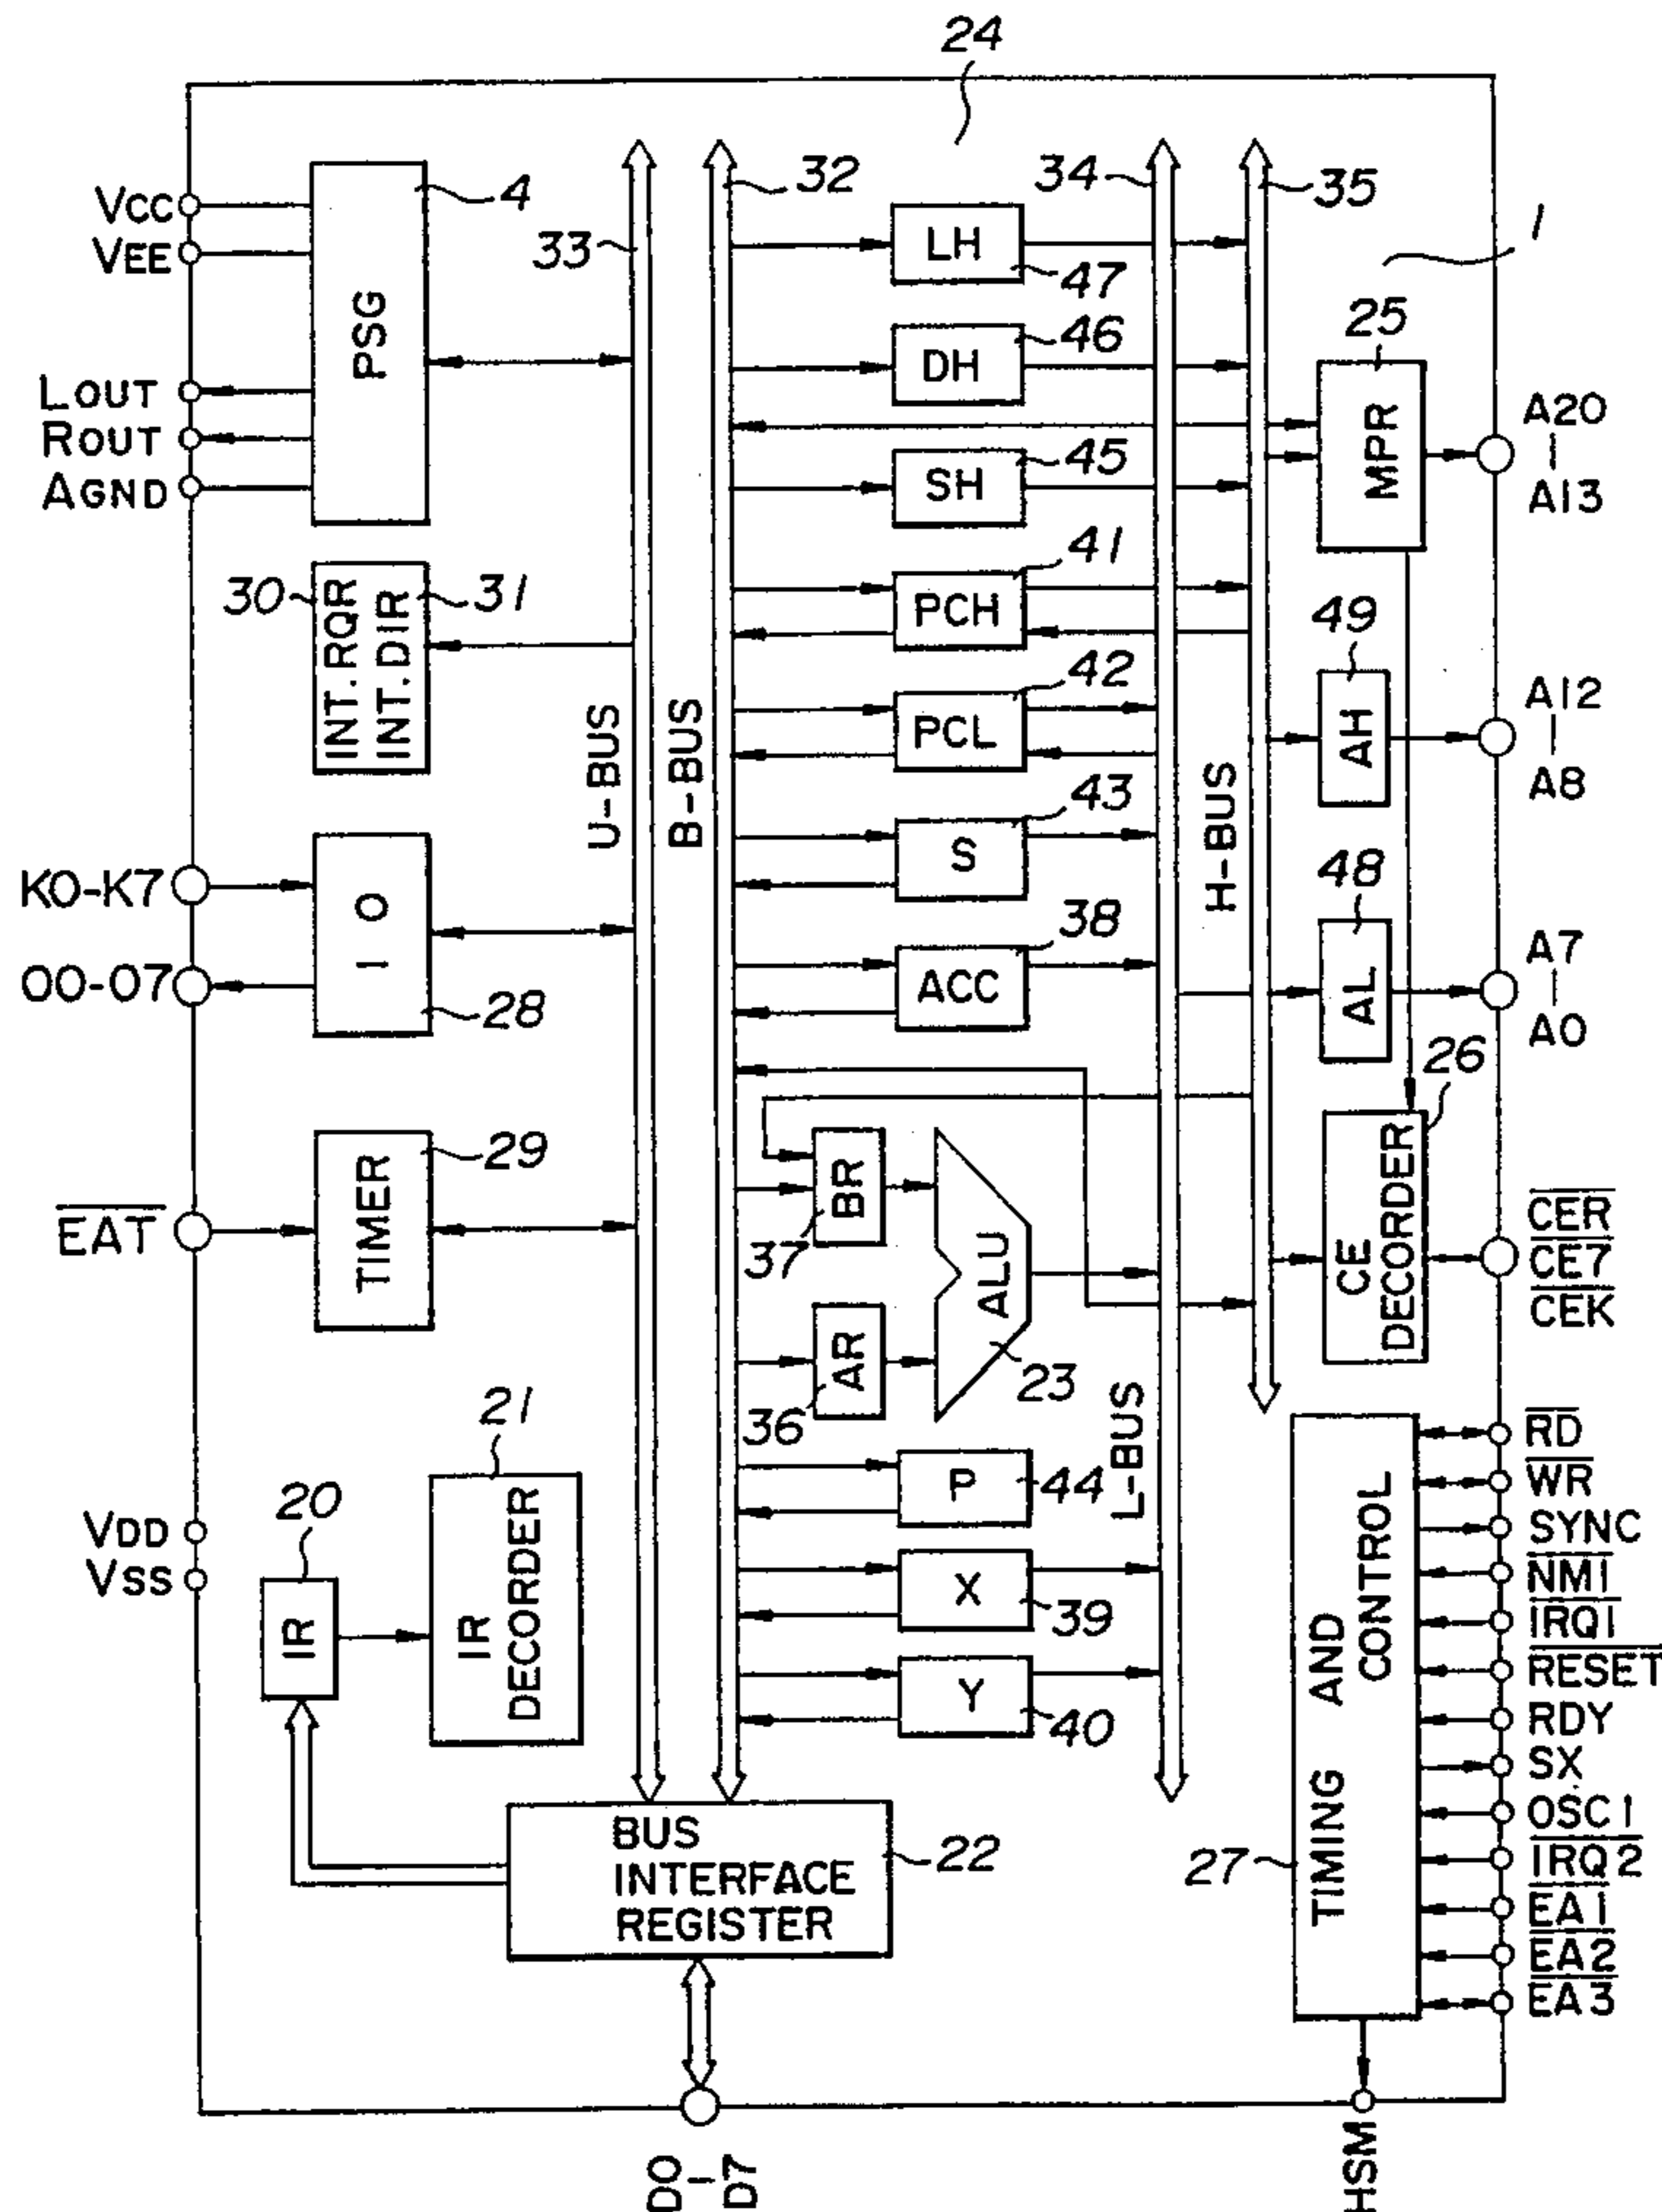 24
VCC
VEE
LOUT
ROUT
AGND
PSG
4
33
32
34
35
1
LH
47
DH
46
SH
45
PCH
41
PCL
42
S
43
ACC
38
25
MPR
A20
A13
49
AH
A12
A8
48
AL
A7
A0
26
CE
DECORDER
CER
CE7
CEK
30
31
INT.RQR
INT.DIR
U-BUS
B-BUS
H-BUS
L-BUS
K0-K7
O0-O7
I O
28
EAT
TIMER
29
BR
37
AR
36
ALU
23
P
44
X
39
Y
40
VDD
VSS
20
IR
21
IR
DECORDER
BUS
INTERFACE
REGISTER
22
D0
D7
27
TIMING AND
CONTROL
RD
WR
SYNC
NMI
IRQ1
RESET
RDY
SX
OSC1
IRQ2
EA1
EA2
EA3
HSM